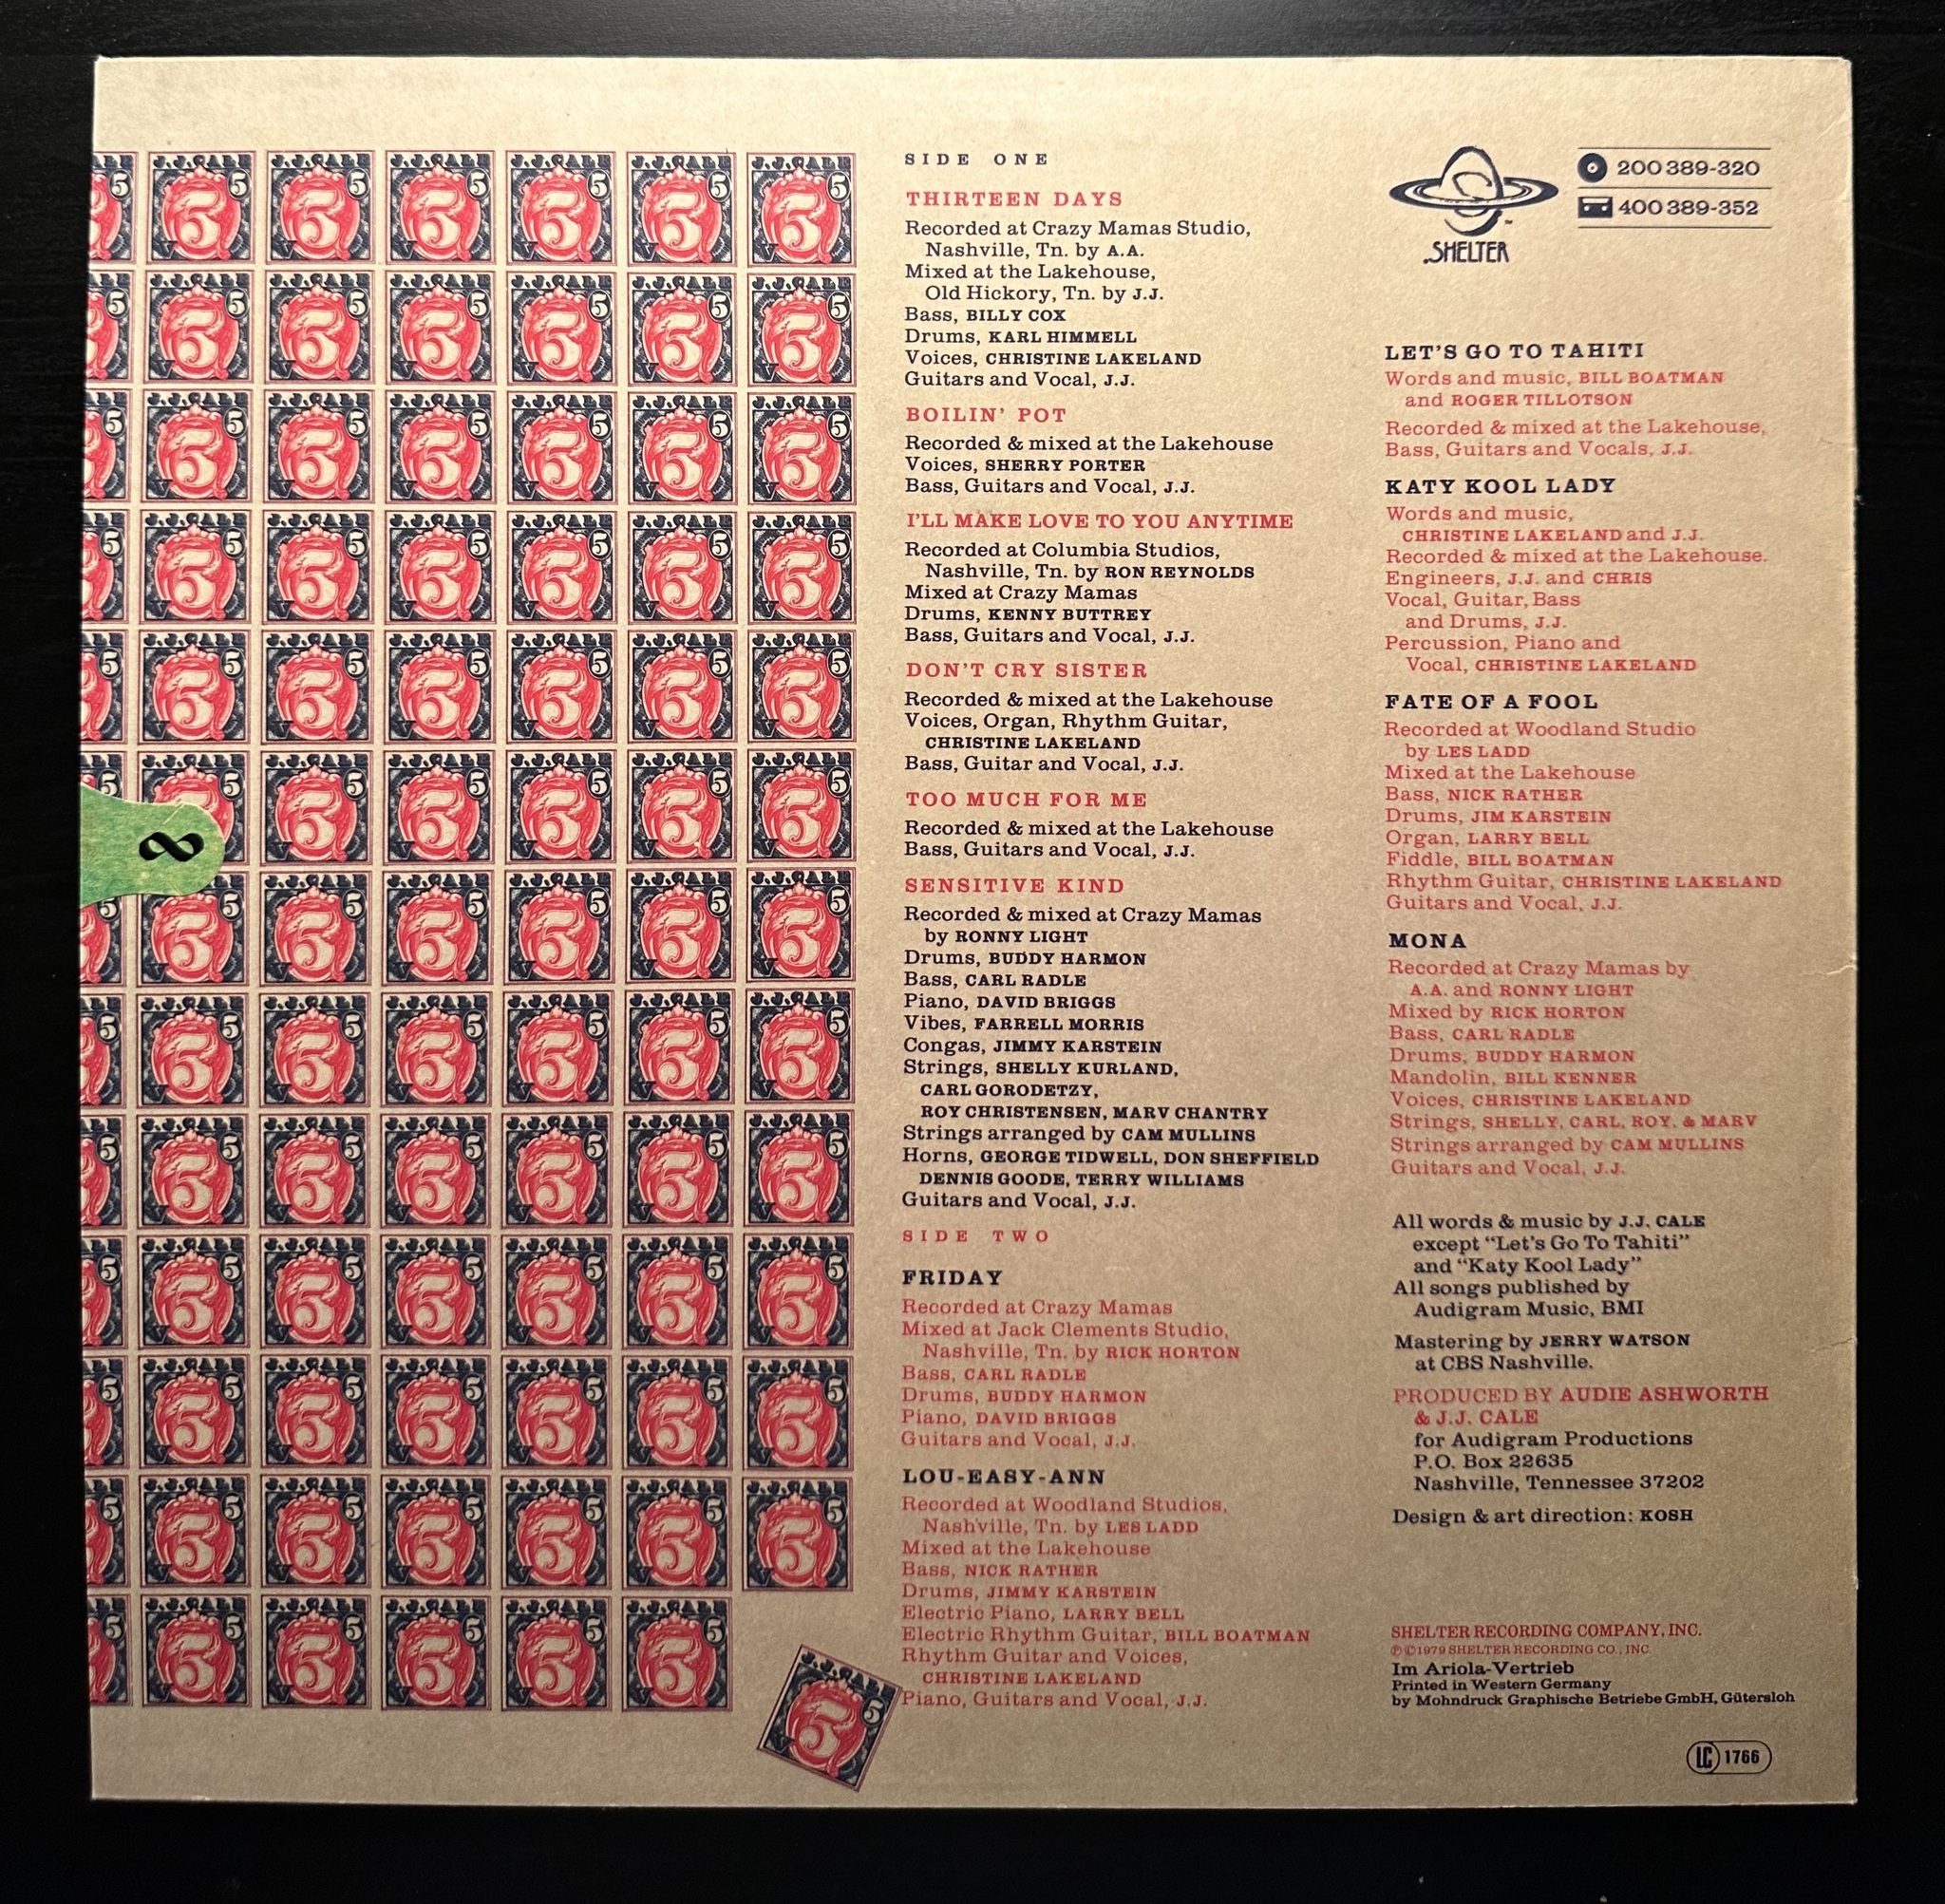 J.J. CALE
5
V
8
SIDE ONE
THIRTEEN DAYS
Recorded at Crazy Mamas Studio,
Nashville, Tn. by A.A.
Mixed at the Lakehouse,
Old Hickory, Tn. by J.J.
Bass, BILLY COX
Drums, KARL HIMMELL
Voices, CHRISTINE LAKELAND
Guitars and Vocal, J.J.
BOILIN' POT
Recorded & mixed at the Lakehouse
Voices, SHERRY PORTER
Bass, Guitars and Vocal, J.J.
I'LL MAKE LOVE TO YOU ANYTIME
Recorded at Columbia Studios,
Nashville, Tn. by RON REYNOLDS
Mixed at Crazy Mamas
Drums, KENNY BUTTREY
Bass, Guitars and Vocal, J.J.
DON'T CRY SISTER
Recorded & mixed at the Lakehouse
Voices, Organ, Rhythm Guitar,
CHRISTINE LAKELAND
Bass, Guitar and Vocal, J.J.
TOO MUCH FOR ME
Recorded & mixed at the Lakehouse
Bass, Guitars and Vocal, J.J.
SENSITIVE KIND
Recorded & mixed at Crazy Mamas
by RONNY LIGHT
Drums, BUDDY HARMON
Bass, CARL RADLE
Piano, DAVID BRIGGS
Vibes, FARRELL MORRIS
Congas, JIMMY KARSTEIN
Strings, SHELLY KURLAND,
CARL GORODETZY,
ROY CHRISTENSEN, MARV CHANTRY
Strings arranged by CAM MULLINS
Horns, GEORGE TIDWELL, DON SHEFFIELD
DENNIS GOODE, TERRY WILLIAMS
Guitars and Vocal, J.J.
SIDE TWO
FRIDAY
Recorded at Crazy Mamas
Mixed at Jack Clements Studio,
Nashville, Tn. by RICK HORTON
Bass, CARL RADLE
Drums, BUDDY HARMON
Piano, DAVID BRIGGS
Guitars and Vocal, J.J.
LOU-EASY-ANN
Recorded at Woodland Studios,
Nashville, Tn. by LES LADD
Mixed at the Lakehouse
Bass, NICK RATHER
Drums, JIMMY KARSTEIN
Electric Piano, LARRY BELL
Electric Rhythm Guitar, BILL BOATMAN
Rhythm Guitar and Voices,
CHRISTINE LAKELAND
Piano, Guitars and Vocal, J.J.
SHELTER
TM
200 389-320
400 389-352
LET'S GO TO TAHITI
Words and music, BILL BOATMAN
and ROGER TILLOTSON
Recorded & mixed at the Lakehouse,
Bass, Guitars and Vocals, J.J.
KATY KOOL LADY
Words and music,
CHRISTINE LAKELAND and J.J.
Recorded & mixed at the Lakehouse.
Engineers, J.J. and CHRIS
Vocal, Guitar, Bass
and Drums, J.J.
Percussion, Piano and
Vocal, CHRISTINE LAKELAND
FATE OF A FOOL
Recorded at Woodland Studio
by LES LADD
Mixed at the Lakehouse
Bass, NICK RATHER
Drums, JIM KARSTEIN
Organ, LARRY BELL
Fiddle, BILL BOATMAN
Rhythm Guitar, CHRISTINE LAKELAND
Guitars and Vocal, J.J.
MONA
Recorded at Crazy Mamas by
A.A. and RONNY LIGHT
Mixed by RICK HORTON
Bass, CARL RADLE
Drums, BUDDY HARMON
Mandolin, BILL KENNER
Voices, CHRISTINE LAKELAND
Strings, SHELLY, CARL, ROY, & MARV
Strings arranged by CAM MULLINS
Guitars and Vocal, J.J.
All words & music by J.J. CALE
except "Let's Go To Tahiti"
and "Katy Kool Lady"
All songs published by
Audigram Music, BMI
Mastering by JERRY WATSON
at CBS Nashville.
PRODUCED BY AUDIE ASHWORTH
& J.J. CALE
for Audigram Productions
P.O. Box 22635
Nashville, Tennessee 37202
Design & art direction: KOSH
SHELTER RECORDING COMPANY, INC.
℗ © 1979 SHELTER RECORDING CO., INC.
Im Ariola-Vertrieb
Printed in Western Germany
by Mohndruck Graphische Betriebe GmbH, Gütersloh
LC 1766